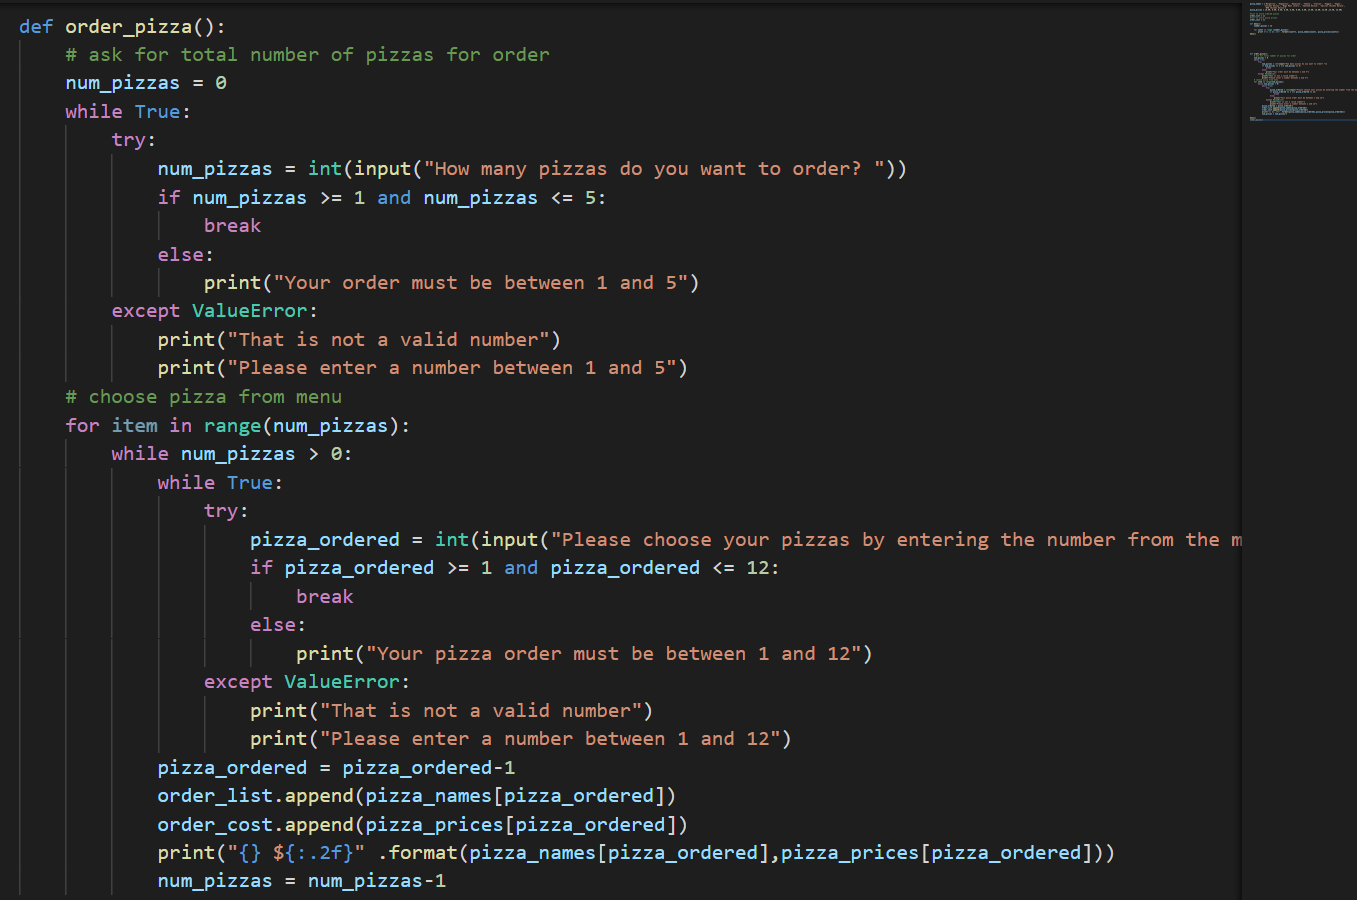 def order_pizza():
    # ask for total number of pizzas for order
    num_pizzas = 0
    while True:
        try:
            num_pizzas = int(input("How many pizzas do you want to order? "))
            if num_pizzas >= 1 and num_pizzas <= 5:
                break
            else:
                print("Your order must be between 1 and 5")
        except ValueError:
            print("That is not a valid number")
            print("Please enter a number between 1 and 5")
    # choose pizza from menu
    for item in range(num_pizzas):
        while num_pizzas > 0:
            while True:
                try:
                    pizza_ordered = int(input("Please choose your pizzas by entering the number from the
                    if pizza_ordered >= 1 and pizza_ordered <= 12:
                        break
                    else:
                        print("Your pizza order must be between 1 and 12")
                except ValueError:
                    print("That is not a valid number")
                    print("Please enter a number between 1 and 12")
            pizza_ordered = pizza_ordered-1
            order_list.append(pizza_names[pizza_ordered])
            order_cost.append(pizza_prices[pizza_ordered])
            print("{} ${:.2f}" .format(pizza_names[pizza_ordered],pizza_prices[pizza_ordered]))
            num_pizzas = num_pizzas-1